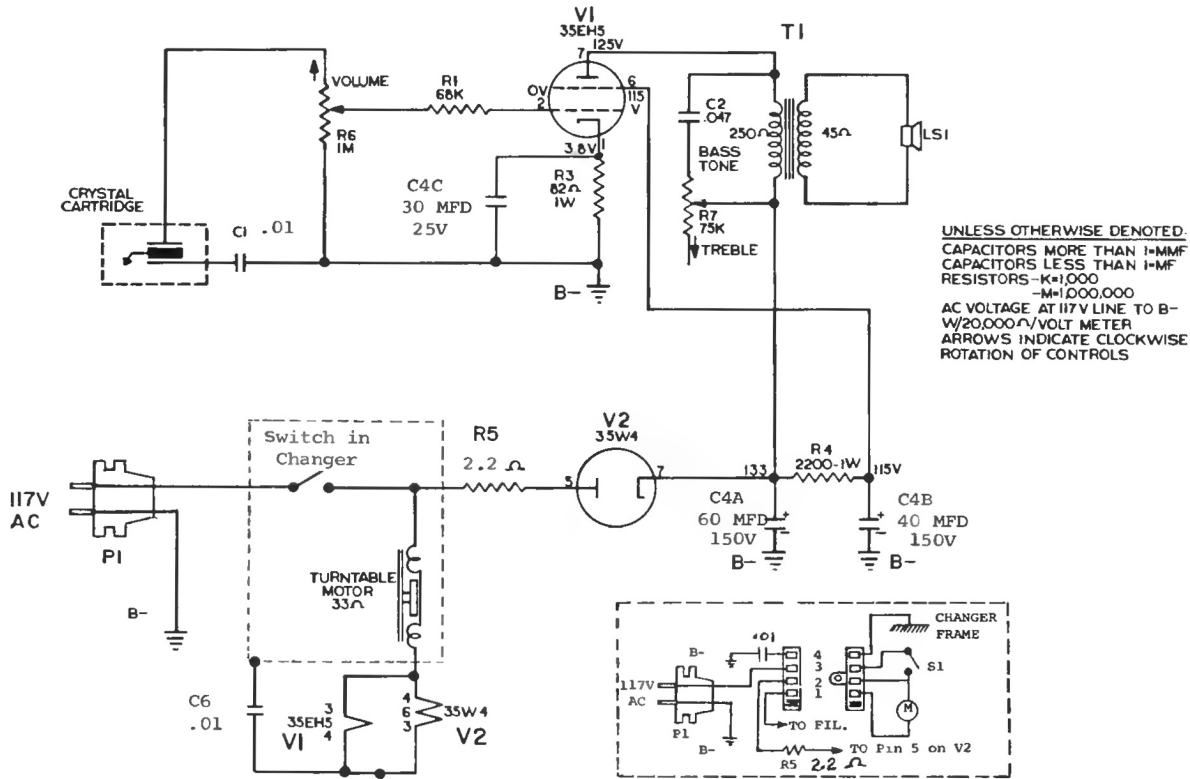 V1
35EH5
7
125V
T1
VOLUME
R1
68K
OV
2
6
115
V
C2
.047
250Ω
45Ω
LS1
R6
1M
BASS
TONE
3.8V
1
C4C
30 MFD
25V
R3
82Ω
1W
R7
75K
TREBLE
CRYSTAL
CARTRIDGE
C1
.01
B-
UNLESS OTHERWISE DENOTED:
CAPACITORS MORE THAN 1=MMF
CAPACITORS LESS THAN 1=MF
RESISTORS-K=1,000
-M=1,000,000
AC VOLTAGE AT 117V LINE TO B-
W/20,000Ω/VOLT METER
ARROWS INDICATE CLOCKWISE
ROTATION OF CONTROLS
Switch in
Changer
R5
2.2 Ω
V2
35W4
5
7
133
R4
2200-1W
115V
117V
AC
P1
C4A
60 MFD
150V
+
-
B-
C4B
40 MFD
150V
+
-
B-
TURNTABLE
MOTOR
33Ω
B-
C6
.01
3
35EH5
4
V1
4
6
3
35W4
V2
.01
B-
4
3
2
1
CHANGER
FRAME
S1
M
117V
AC
P1
B-
TO FIL.
R5
2.2 Ω
TO Pin 5 on V2